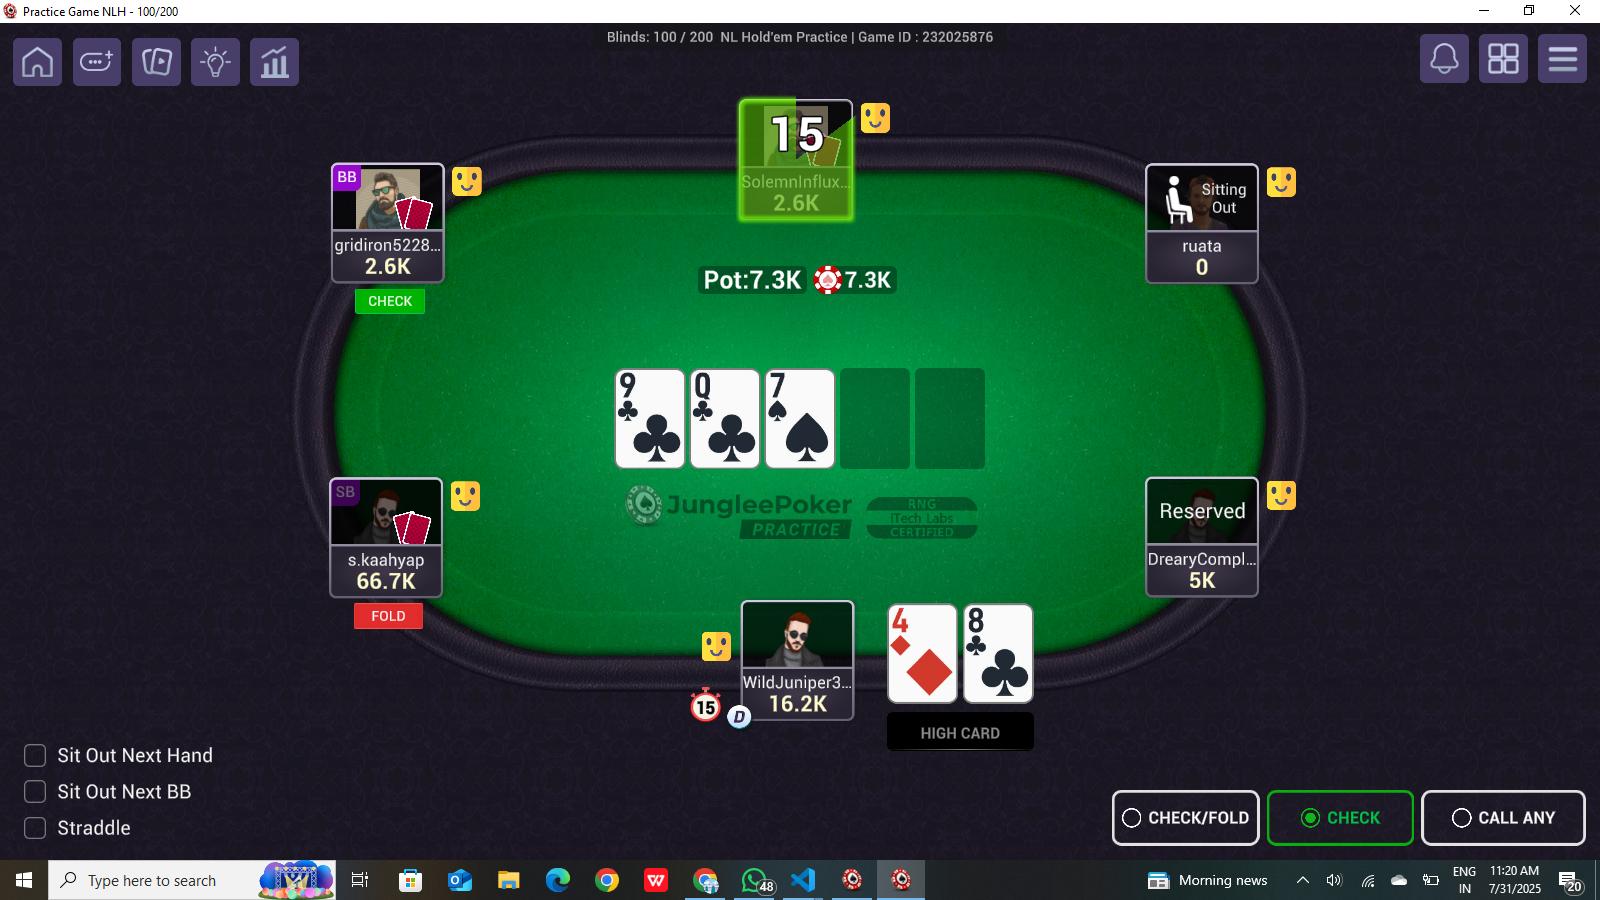 Practice Game NLH - 100/200
Blinds: 100 / 200 NL Hold'em Practice | Game ID : 232025876
15
SolemnInflux...
2.6K
BB
gridiron5228...
2.6K
CHECK
Sitting
Out
ruata
0
Pot:7.3K 7.3K
9 Q 7
JungleePoker
PRACTICE
RNG
iTech Labs
CERTIFIED
SB
s.kaahyap
66.7K
FOLD
Reserved
DrearyCompl...
5K
15
D
WildJuniper3...
16.2K
4 8
HIGH CARD
Sit Out Next Hand
Sit Out Next BB
Straddle
CHECK/FOLD
CHECK
CALL ANY
Type here to search
48
Morning news
ENG
IN
11:20 AM
7/31/2025
20